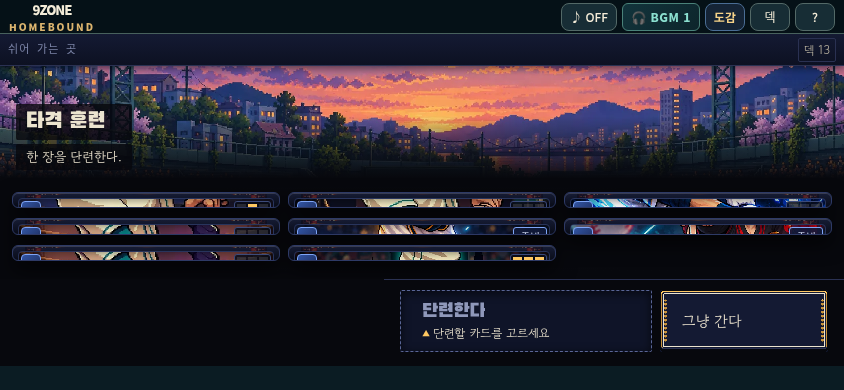 9ZONE
HOMEBOUND
♪ OFF
🎧 BGM 1
도감
덱
?
쉬어 가는 곳
덱 13
타격 훈련
한 장을 단련한다.
단련한다
▲ 단련할 카드를 고르세요
그냥 간다